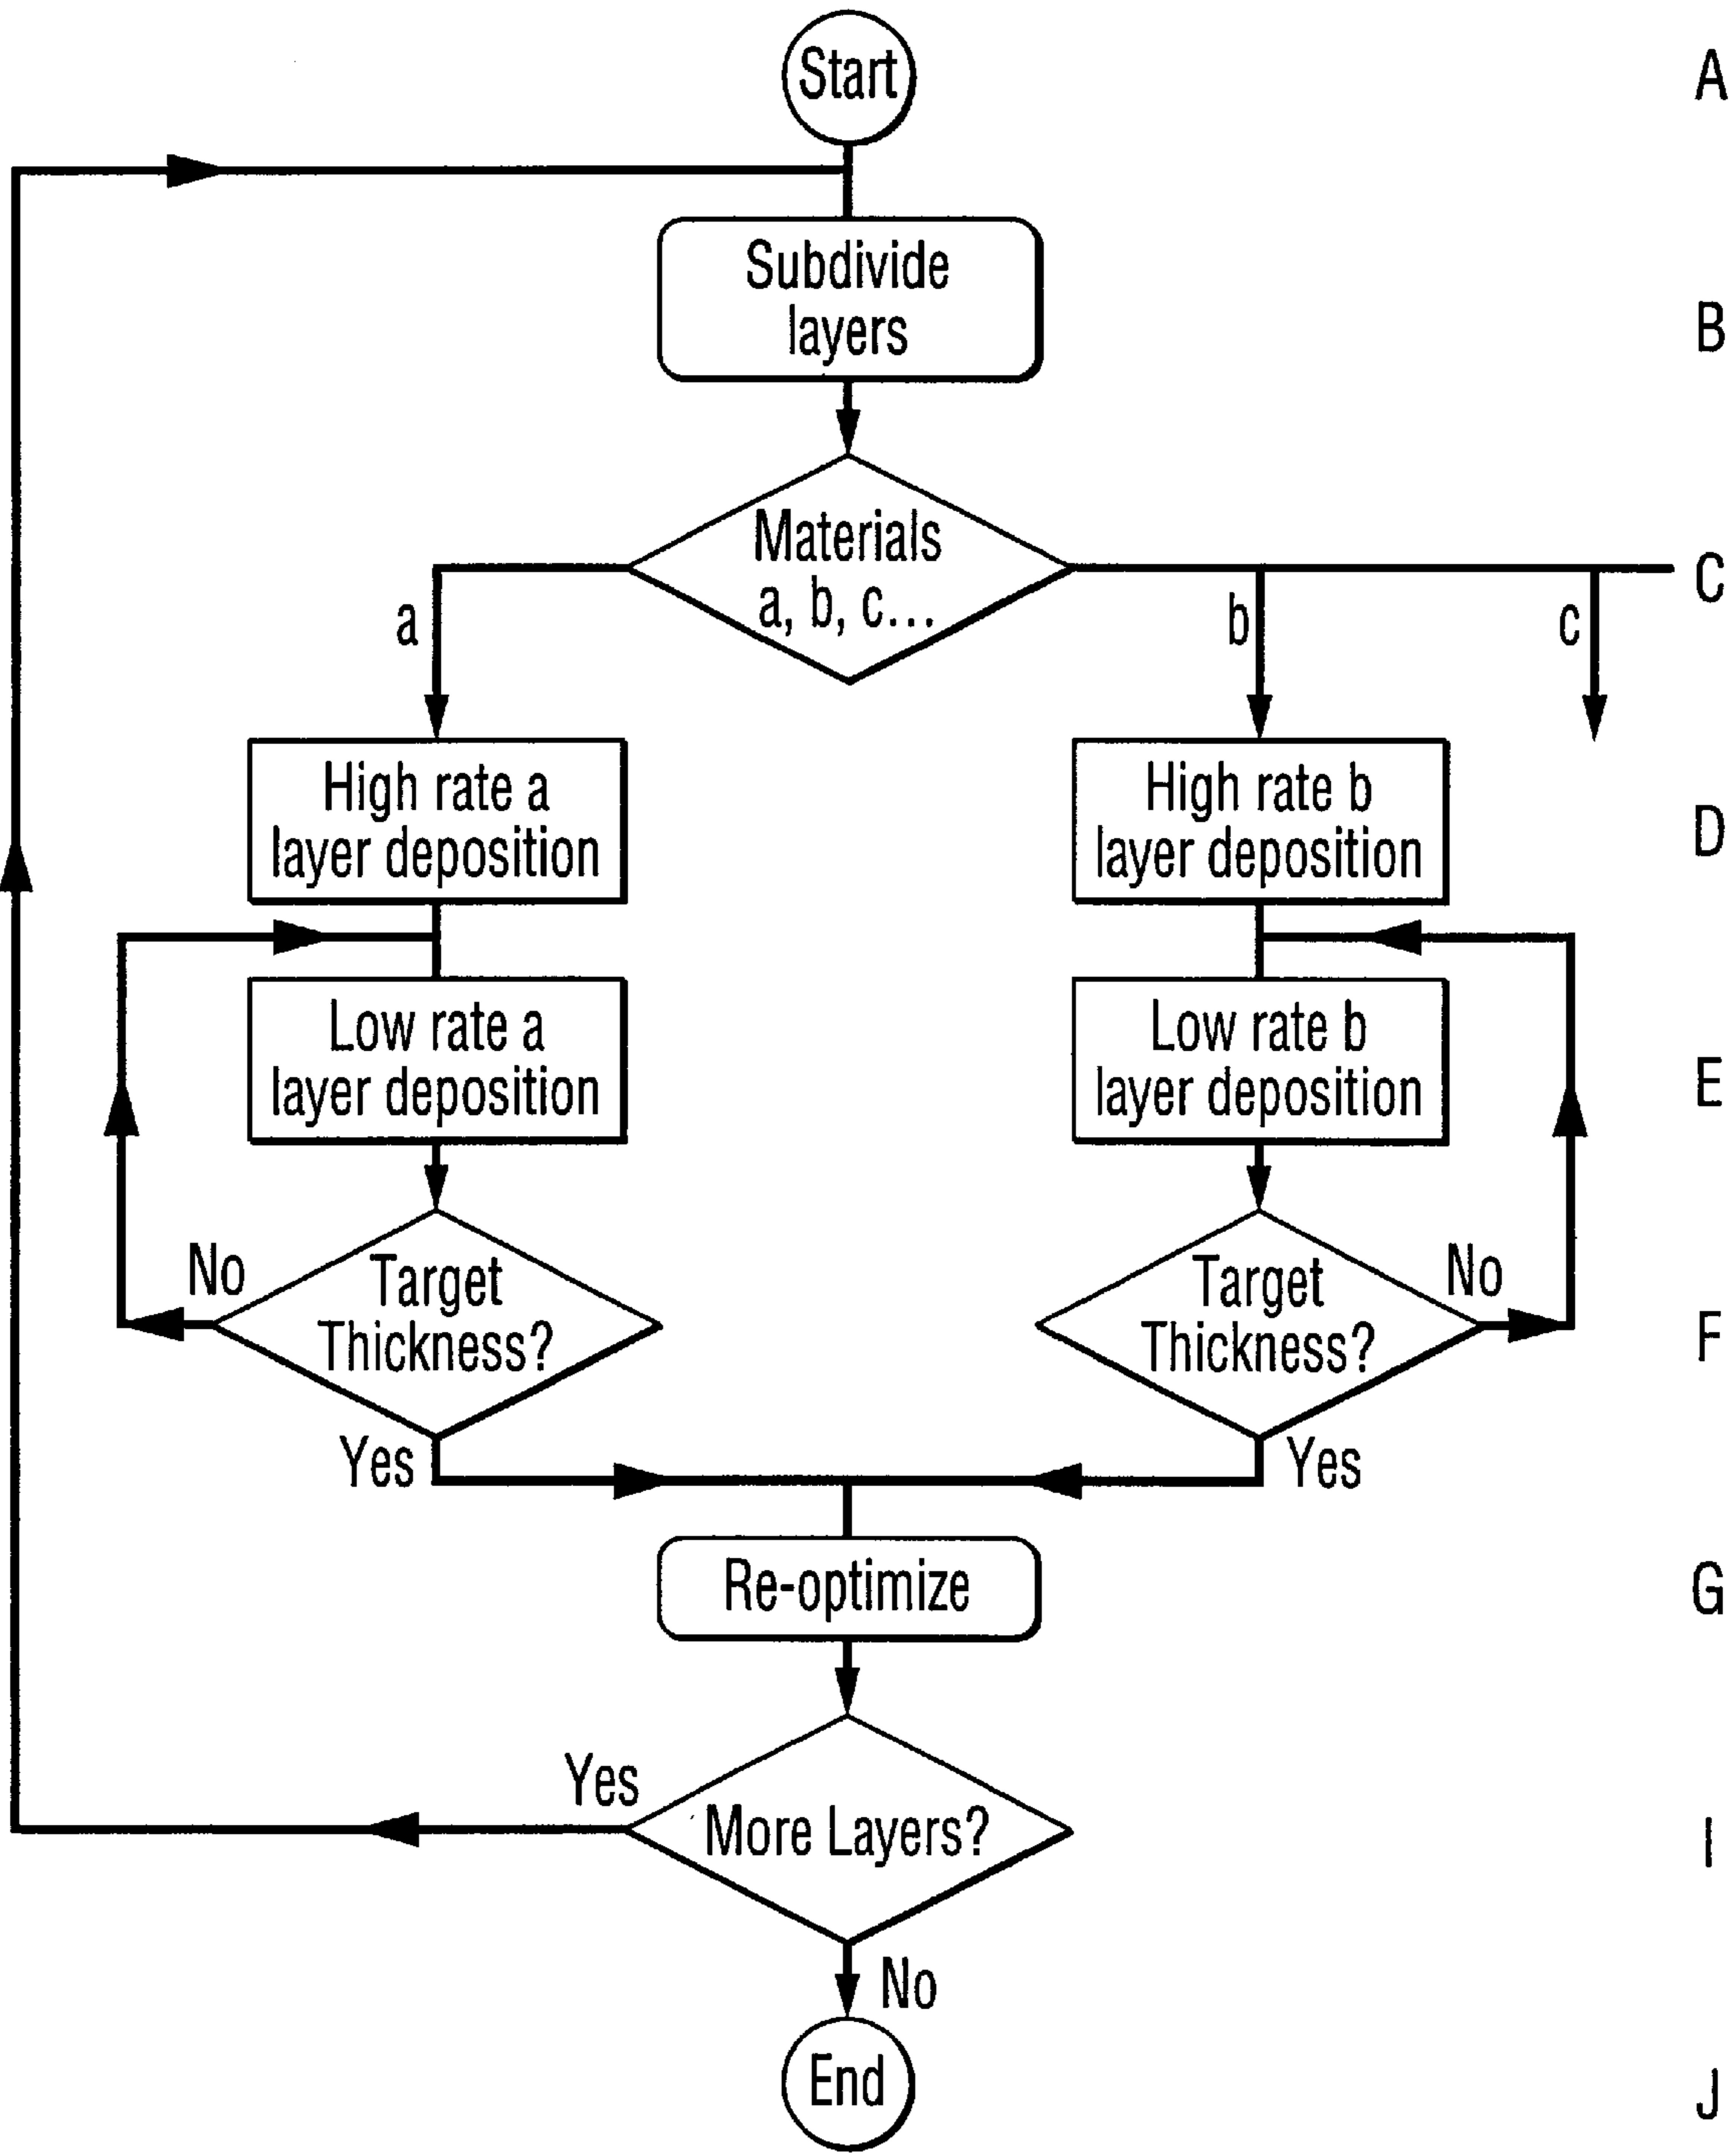 Start
A
Subdivide
layers
B
Materials
a, b, c...
C
a
b
c
High rate a
layer deposition
High rate b
layer deposition
D
Low rate a
layer deposition
Low rate b
layer deposition
E
No
Target
Thickness?
Target
Thickness?
No
F
Yes
Yes
Re-optimize
G
Yes
More Layers?
I
No
End
J